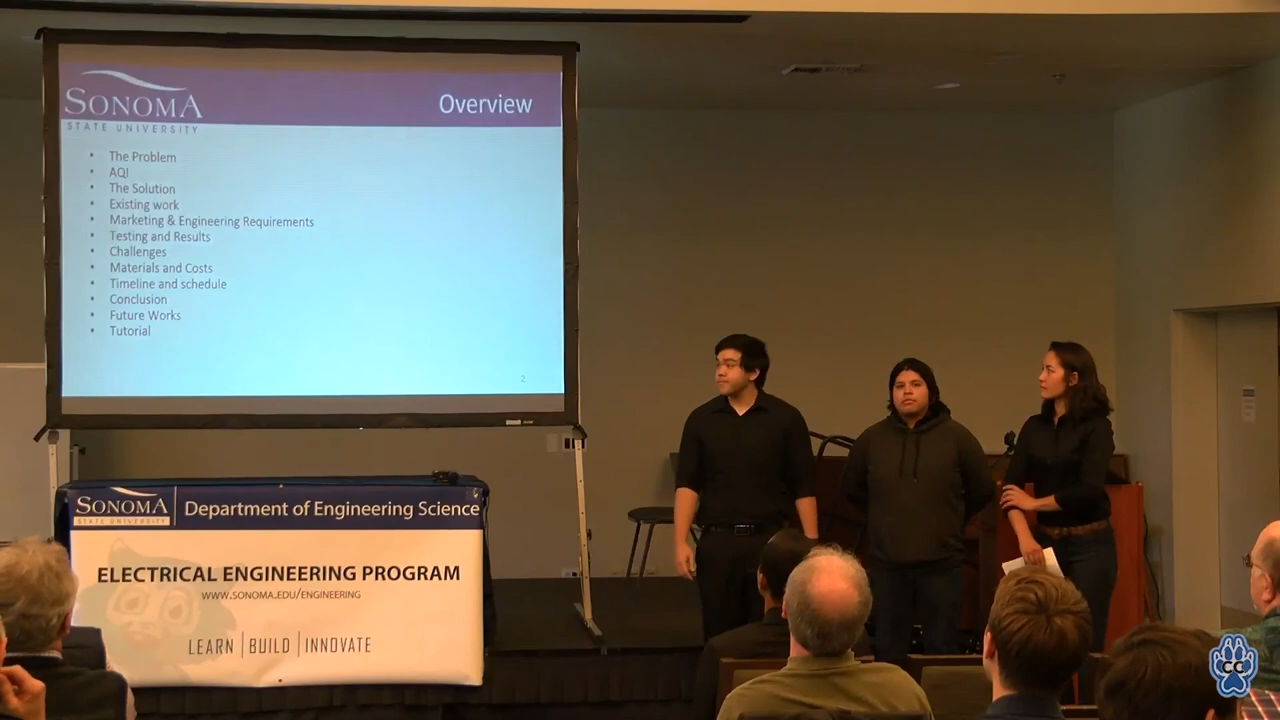 SONOMA
STATE UNIVERSITY
Overview
• The Problem
• AQI
• The Solution
• Existing work
• Marketing & Engineering Requirements
• Testing and Results
• Challenges
• Materials and Costs
• Timeline and schedule
• Conclusion
• Future Works
• Tutorial
2
SONOMA
STATE UNIVERSITY
Department of Engineering Science
ELECTRICAL ENGINEERING PROGRAM
WWW.SONOMA.EDU/ENGINEERING
LEARN | BUILD | INNOVATE
CC